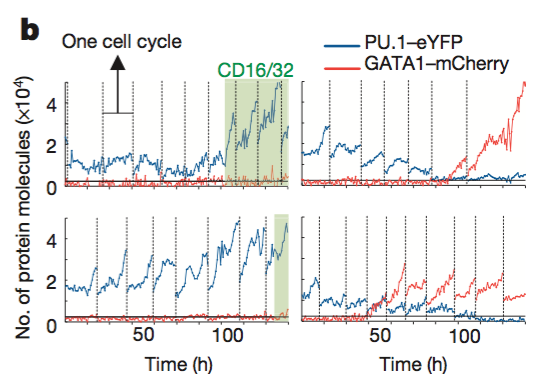 b
One cell cycle
PU.1–eYFP
GATA1–mCherry
CD16/32
No. of protein molecules (×10⁴)
4
2
0
4
2
0
50 100
50 100
Time (h)
Time (h)